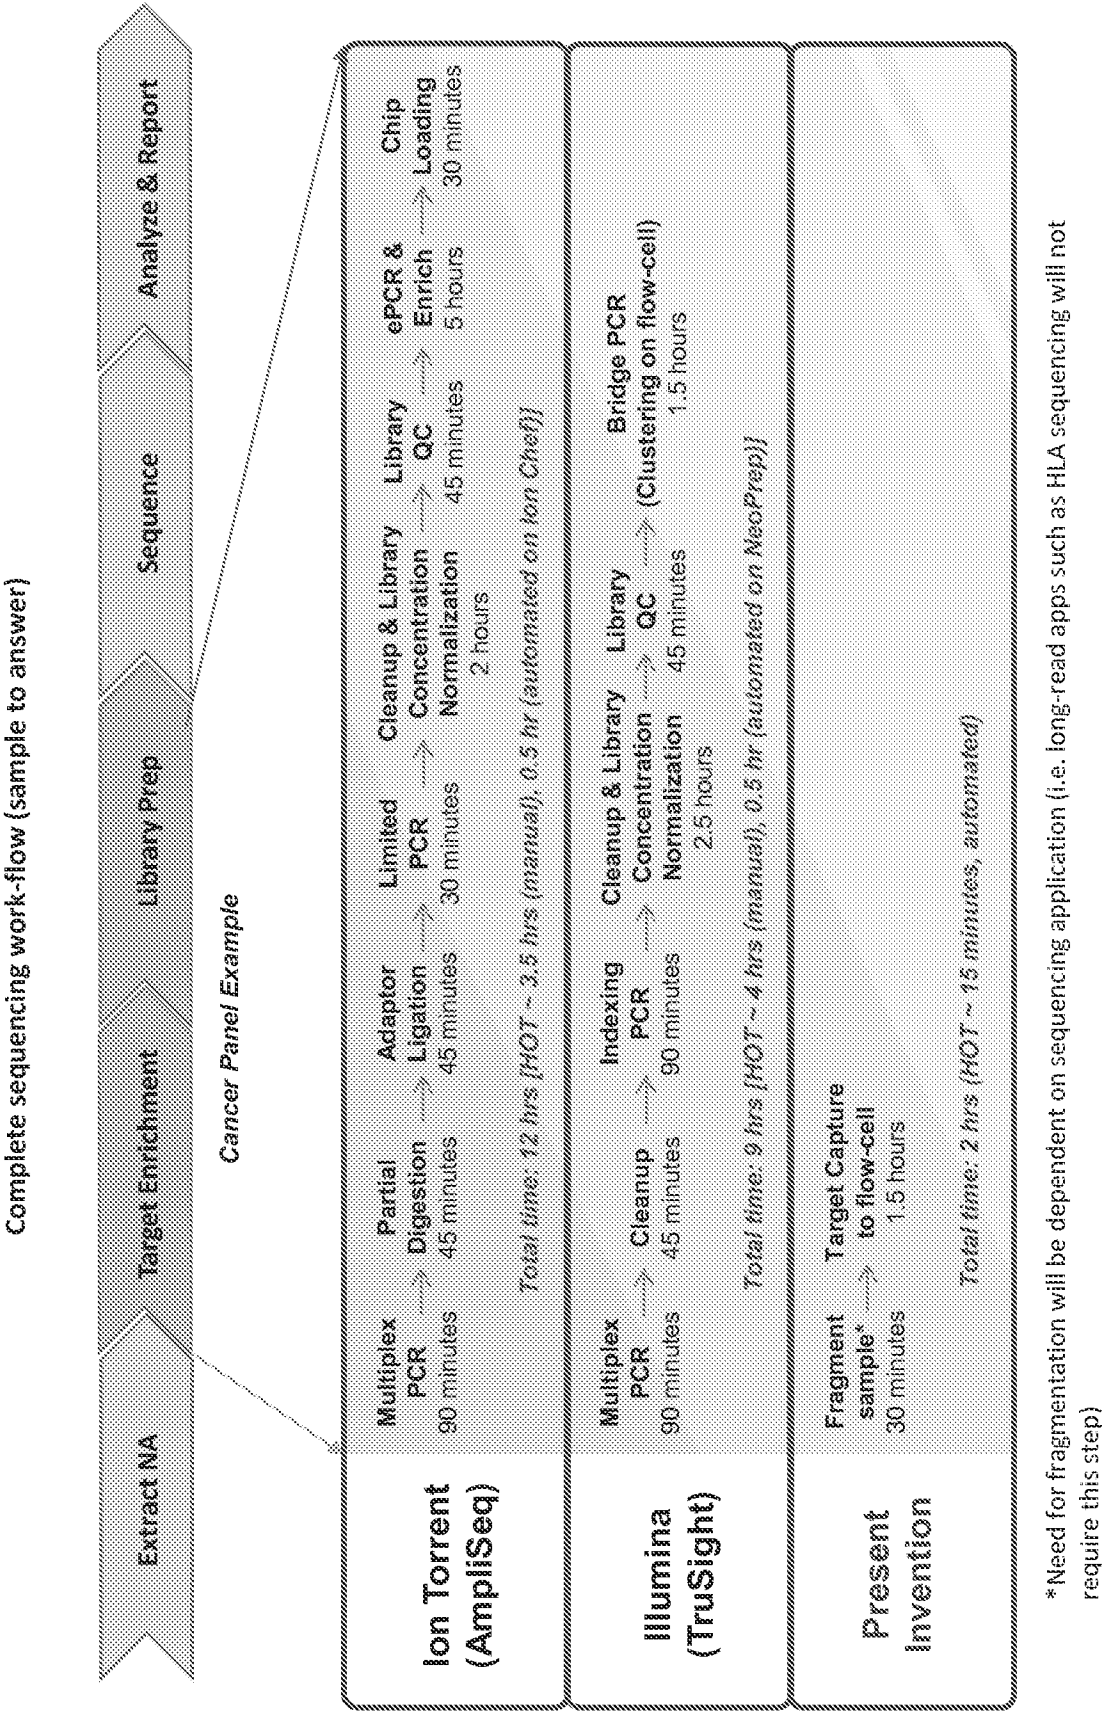 Complete sequencing work-flow (sample to answer)
Extract NA
Target Enrichment
Library Prep
Sequence
Analyze & Report
Cancer Panel Example
Ion Torrent
(AmpliSeq)
Multiplex
PCR
90 minutes
Partial
Digestion
45 minutes
Adaptor
Ligation
45 minutes
Limited
PCR
30 minutes
Cleanup & Library
Concentration
Normalization
2 hours
Library
QC
45 minutes
ePCR &
Enrich
5 hours
Chip
Loading
30 minutes
Total time: 12 hrs [HOT ~ 3.5 hrs (manual), 0.5 hr (automated on Ion Chef)]
Illumina
(TruSight)
Multiplex
PCR
90 minutes
Cleanup
45 minutes
Indexing
PCR
90 minutes
Cleanup & Library
Concentration
Normalization
2.5 hours
Library
QC
45 minutes
Bridge PCR
(Clustering on flow-cell)
1.5 hours
Total time: 9 hrs [HOT ~ 4 hrs (manual), 0.5 hr (automated on NeoPrep)]
Present
Invention
Fragment
sample*
30 minutes
Target Capture
to flow-cell
1.5 hours
Total time: 2 hrs (HOT ~ 15 minutes, automated)
*Need for fragmentation will be dependent on sequencing application (i.e. long-read apps such as HLA sequencing will not
require this step)